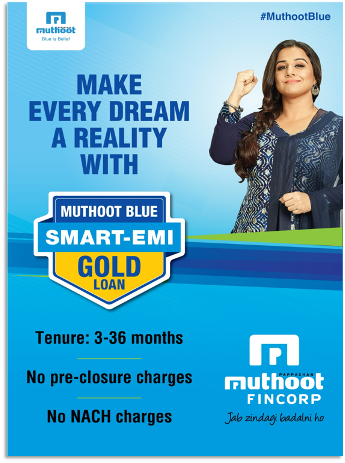 muthoot
Blue is Belief
#MuthootBlue
MAKE
EVERY DREAM
A REALITY
WITH
MUTHOOT BLUE
SMART-EMI
GOLD
LOAN
Tenure: 3-36 months
No pre-closure charges
No NACH charges
PAPPACHAN
muthoot
FINCORP
Jab zindagi badalni ho